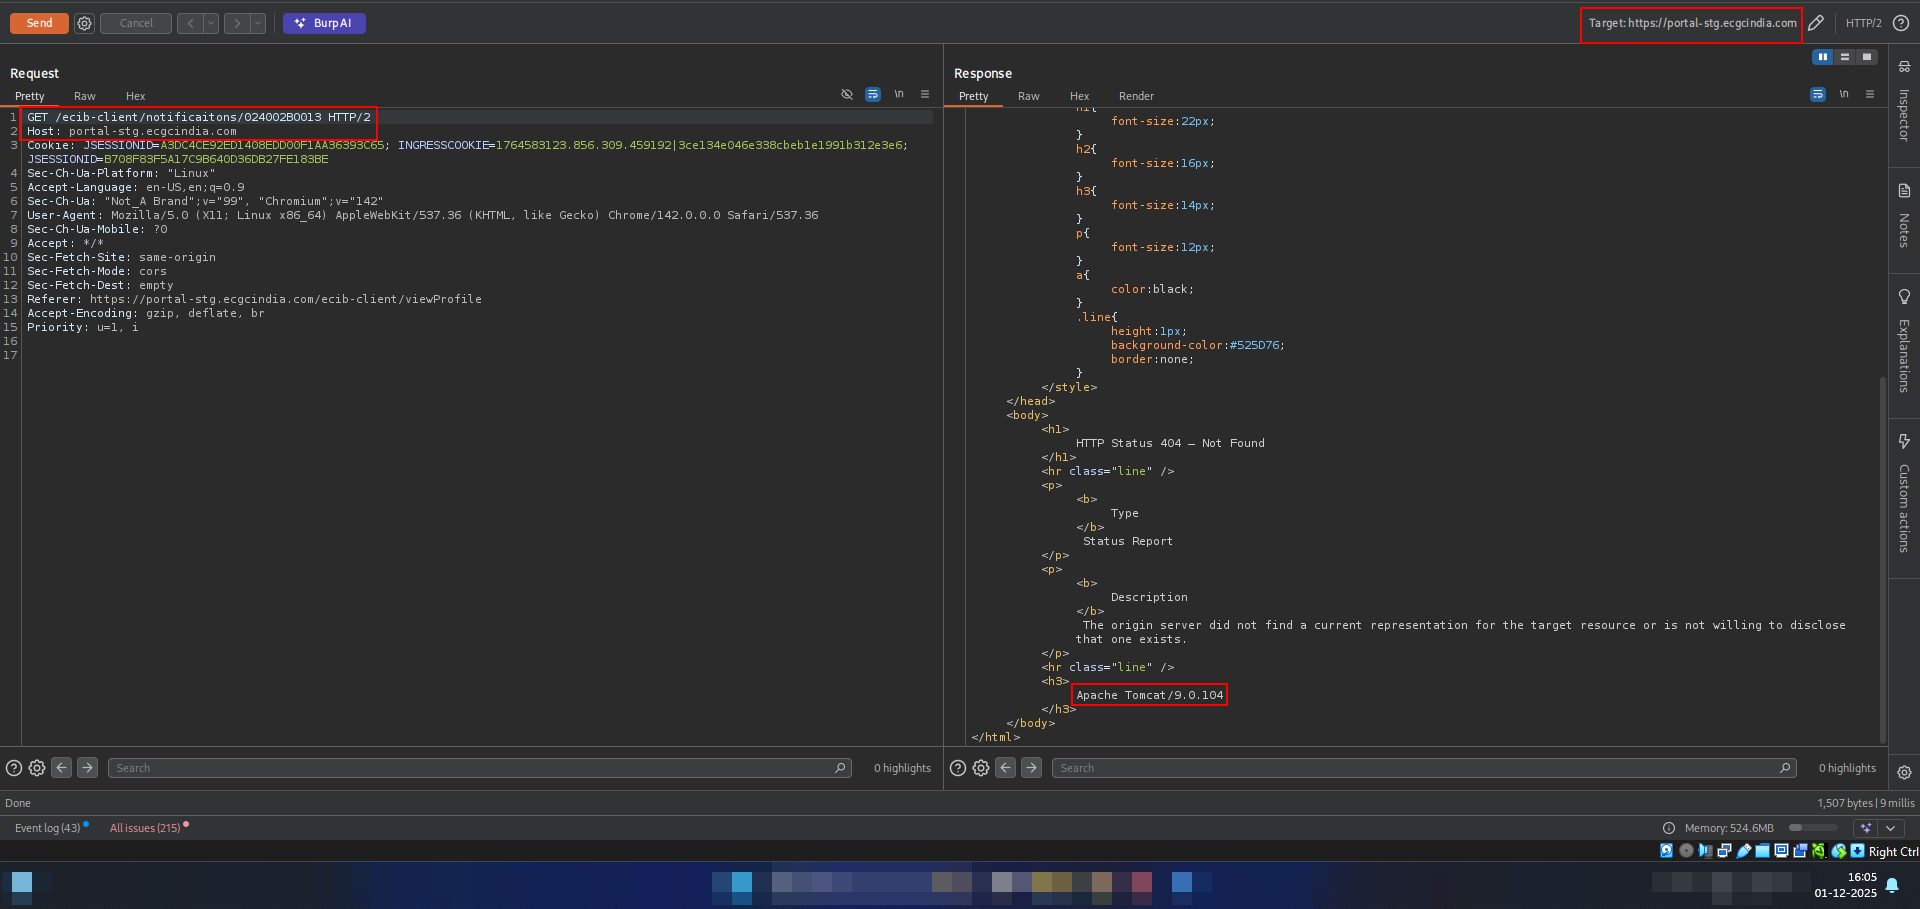 Send
Cancel
Burp AI
Target: https://portal-stg.ecgcindia.com
HTTP/2
Request
Pretty
Raw
Hex
\n
1 GET /ecib-client/notificaitons/024002B0013 HTTP/2
2 Host: portal-stg.ecgcindia.com
3 Cookie: JSESSIONID=A3DC4CE92ED1408EDD00F1AA36393C65; INGRESSCOOKIE=1764583123.856.309.459192|3ce134e046e338cbeb1e1991b312e3e6;
JSESSIONID=B708F83F5A17C9B640D36DB27FE183BE
4 Sec-Ch-Ua-Platform: "Linux"
5 Accept-Language: en-US,en;q=0.9
6 Sec-Ch-Ua: "Not_A Brand";v="99", "Chromium";v="142"
7 User-Agent: Mozilla/5.0 (X11; Linux x86_64) AppleWebKit/537.36 (KHTML, like Gecko) Chrome/142.0.0.0 Safari/537.36
8 Sec-Ch-Ua-Mobile: ?0
9 Accept: */*
10 Sec-Fetch-Site: same-origin
11 Sec-Fetch-Mode: cors
12 Sec-Fetch-Dest: empty
13 Referer: https://portal-stg.ecgcindia.com/ecib-client/viewProfile
14 Accept-Encoding: gzip, deflate, br
15 Priority: u=1, i
16
17
Search
0 highlights
Response
Pretty
Raw
Hex
Render
\n
h1{
font-size:22px;
}
h2{
font-size:16px;
}
h3{
font-size:14px;
}
p{
font-size:12px;
}
a{
color:black;
}
.line{
height:1px;
background-color:#525D76;
border:none;
}
</style>
</head>
<body>
<h1>
HTTP Status 404 – Not Found
</h1>
<hr class="line" />
<p>
<b>
Type
</b>
Status Report
</p>
<p>
<b>
Description
</b>
The origin server did not find a current representation for the target resource or is not willing to disclose
that one exists.
</p>
<hr class="line" />
<h3>
Apache Tomcat/9.0.104
</h3>
</body>
</html>
Search
0 highlights
Inspector
Notes
Explanations
Custom actions
Done
1,507 bytes | 9 millis
Event log (43)
All issues (215)
Memory: 524.6MB
Right Ctrl
16:05
01-12-2025